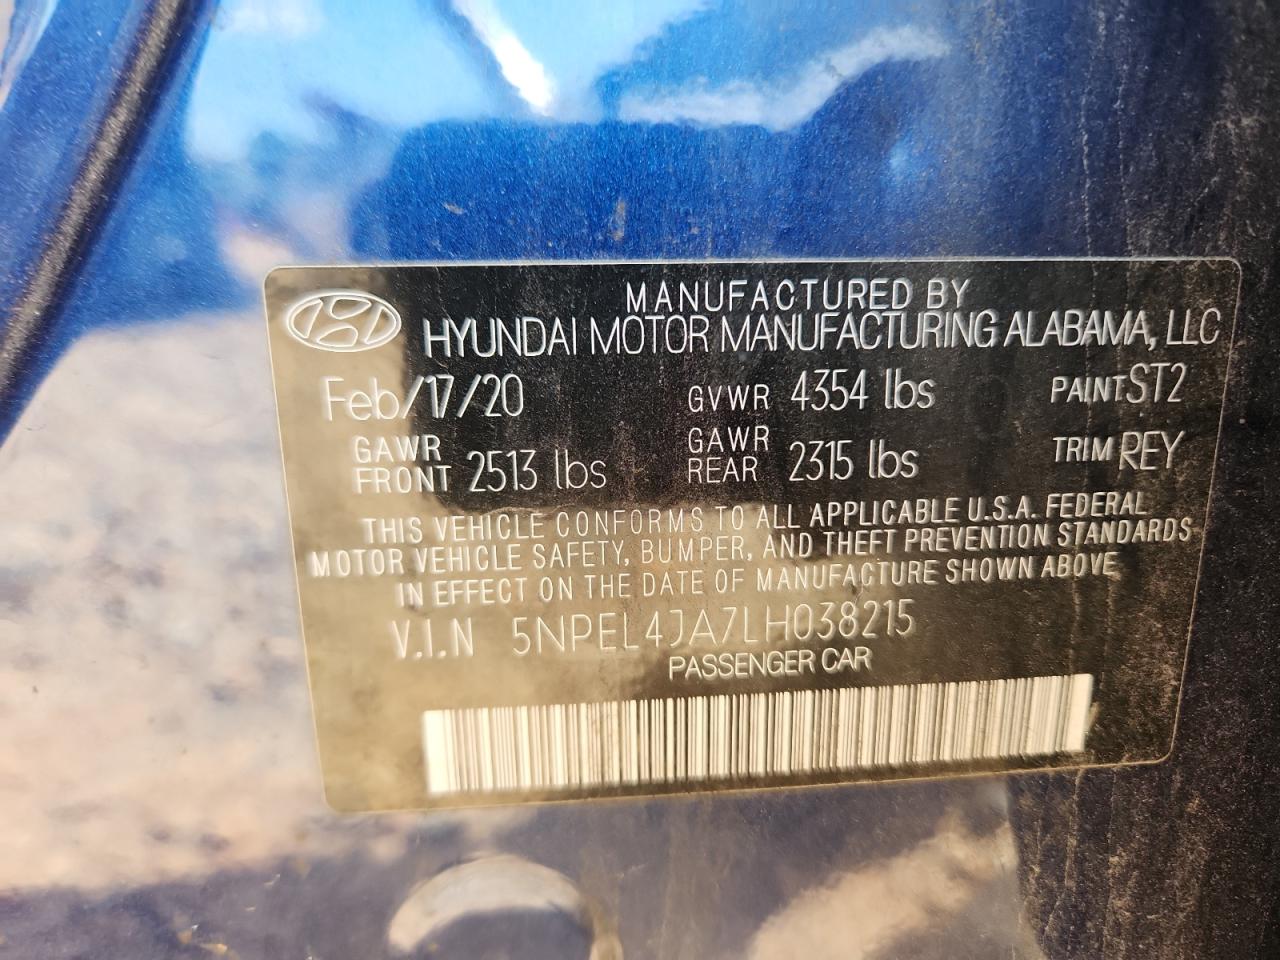 MANUFACTURED BY
HYUNDAI MOTOR MANUFACTURING ALABAMA, LLC
Feb/17/20 GVWR 4354 lbs PAINT ST2
GAWR FRONT 2513 lbs GAWR REAR 2315 lbs TRIM REY
THIS VEHICLE CONFORMS TO ALL APPLICABLE U.S.A. FEDERAL
MOTOR VEHICLE SAFETY, BUMPER, AND THEFT PREVENTION STANDARDS
IN EFFECT ON THE DATE OF MANUFACTURE SHOWN ABOVE
V.I.N 5NPEL4JA7LH038215
PASSENGER CAR